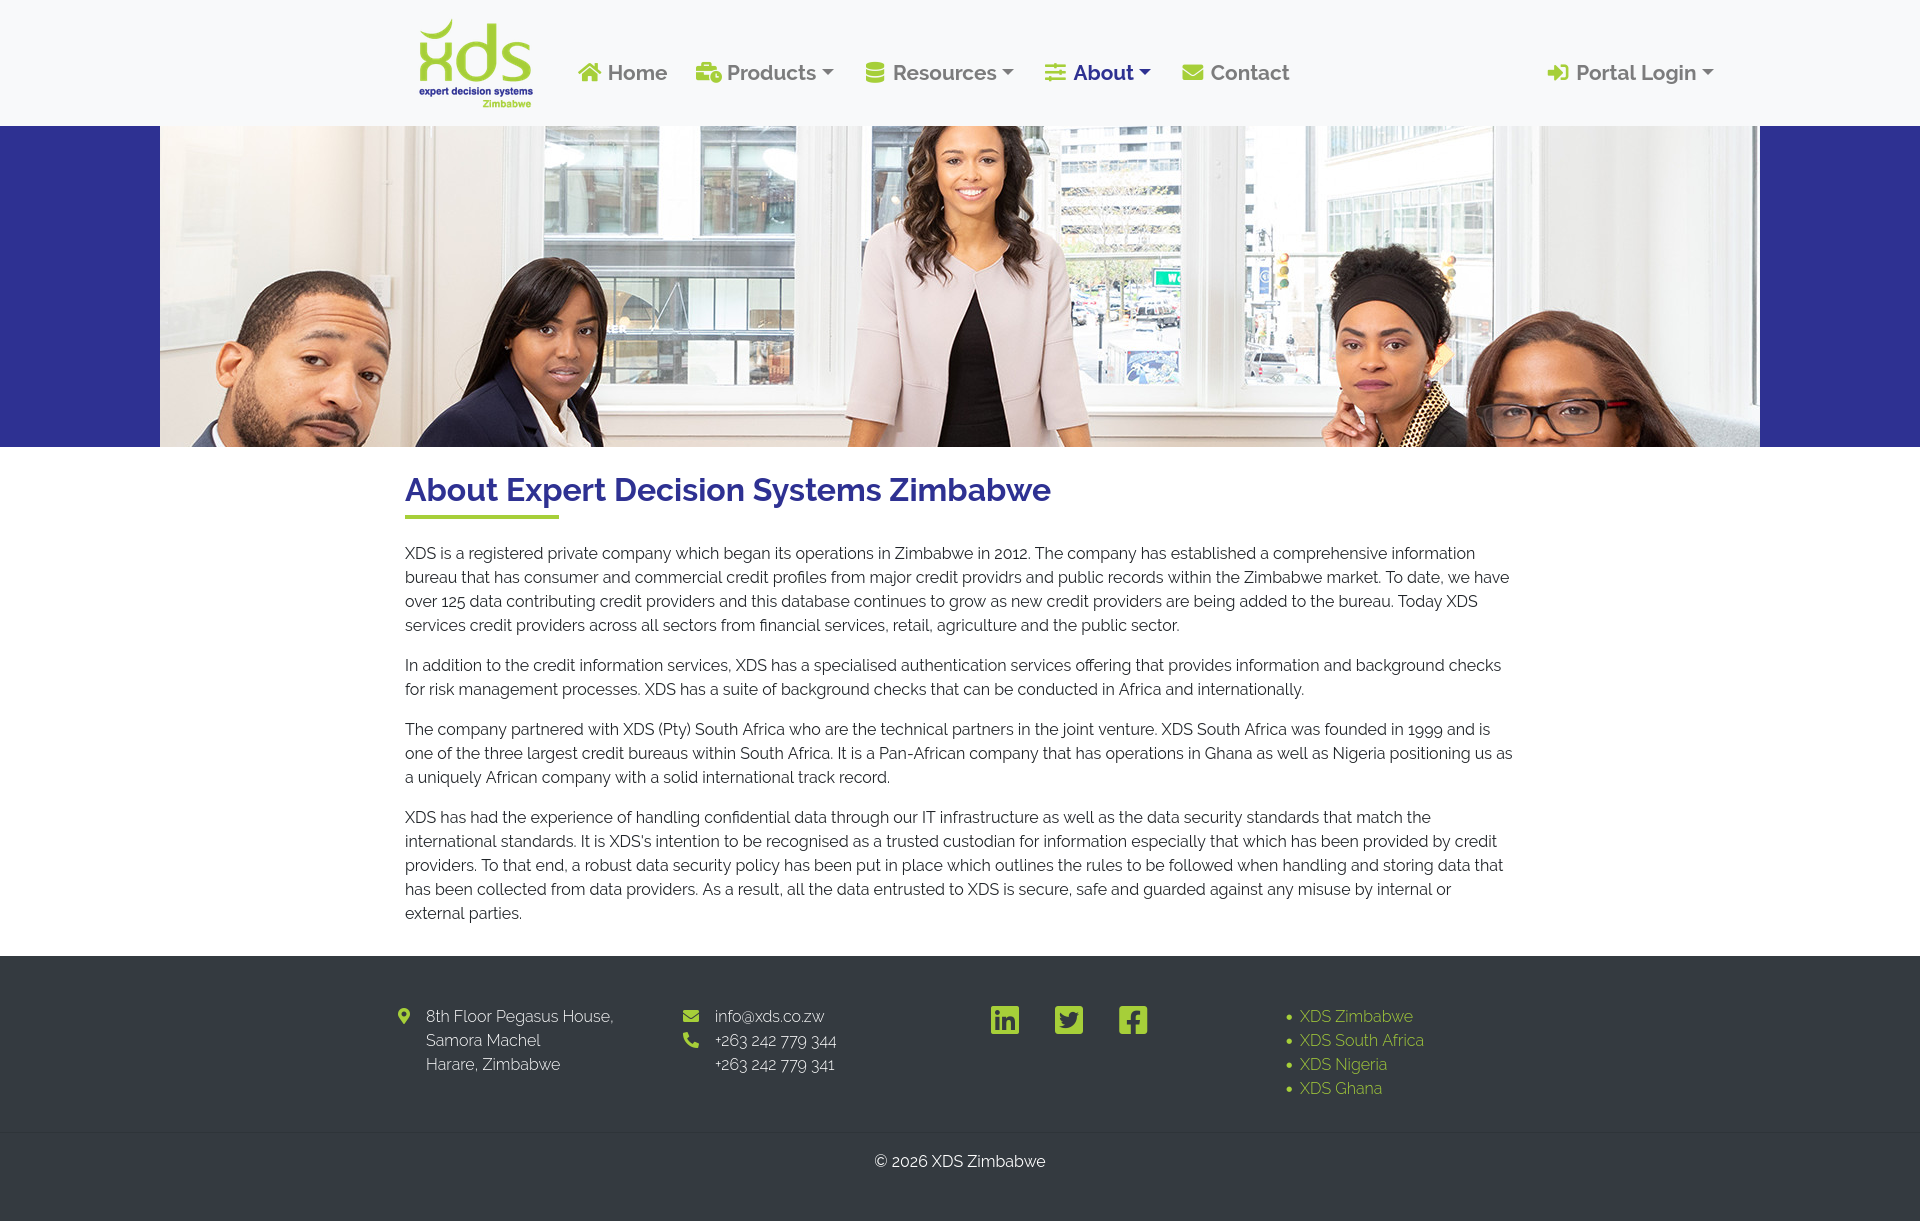 xds
expert decision systems
Zimbabwe
Home
Products
Resources
About
Contact
Portal Login
About Expert Decision Systems Zimbabwe
XDS is a registered private company which began its operations in Zimbabwe in 2012. The company has established a comprehensive information
bureau that has consumer and commercial credit profiles from major credit providrs and public records within the Zimbabwe market. To date, we have
over 125 data contributing credit providers and this database continues to grow as new credit providers are being added to the bureau. Today XDS
services credit providers across all sectors from financial services, retail, agriculture and the public sector.
In addition to the credit information services, XDS has a specialised authentication services offering that provides information and background checks
for risk management processes. XDS has a suite of background checks that can be conducted in Africa and internationally.
The company partnered with XDS (Pty) South Africa who are the technical partners in the joint venture. XDS South Africa was founded in 1999 and is
one of the three largest credit bureaus within South Africa. It is a Pan-African company that has operations in Ghana as well as Nigeria positioning us as
a uniquely African company with a solid international track record.
XDS has had the experience of handling confidential data through our IT infrastructure as well as the data security standards that match the
international standards. It is XDS's intention to be recognised as a trusted custodian for information especially that which has been provided by credit
providers. To that end, a robust data security policy has been put in place which outlines the rules to be followed when handling and storing data that
has been collected from data providers. As a result, all the data entrusted to XDS is secure, safe and guarded against any misuse by internal or
external parties.
8th Floor Pegasus House,
Samora Machel
Harare, Zimbabwe
info@xds.co.zw
+263 242 779 344
+263 242 779 341
XDS Zimbabwe
XDS South Africa
XDS Nigeria
XDS Ghana
© 2026 XDS Zimbabwe